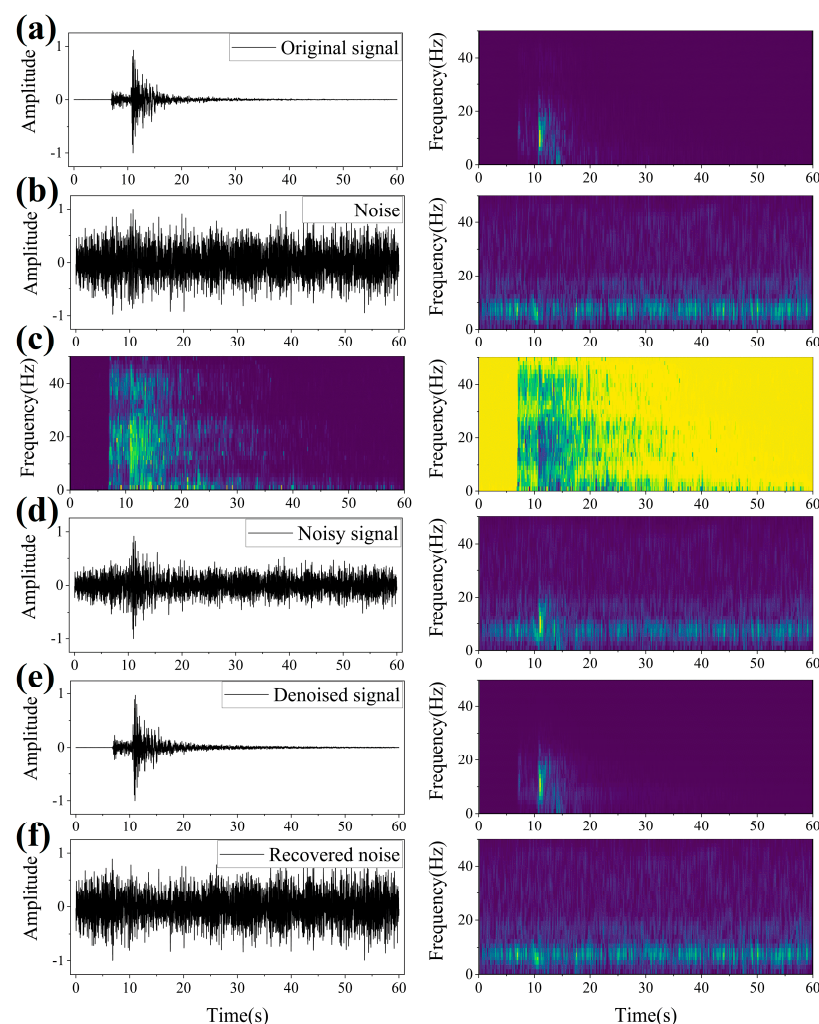 (a)
Amplitude
1
0
-1
Original signal
0 10 20 30 40 50 60
Frequency(Hz)
40
20
0
0 10 20 30 40 50 60
(b)
Amplitude
1
0
-1
Noise
0 10 20 30 40 50 60
Frequency(Hz)
40
20
0
0 10 20 30 40 50 60
(c)
Frequency(Hz)
40
20
0
0 10 20 30 40 50 60
Frequency(Hz)
40
20
0
0 10 20 30 40 50 60
(d)
Amplitude
1
0
-1
Noisy signal
0 10 20 30 40 50 60
Frequency(Hz)
40
20
0
0 10 20 30 40 50 60
(e)
Amplitude
1
0
-1
Denoised signal
0 10 20 30 40 50 60
Frequency(Hz)
40
20
0
0 10 20 30 40 50 60
(f)
Amplitude
1
0
-1
Recovered noise
0 10 20 30 40 50 60
Time(s)
Frequency(Hz)
40
20
0
0 10 20 30 40 50 60
Time(s)